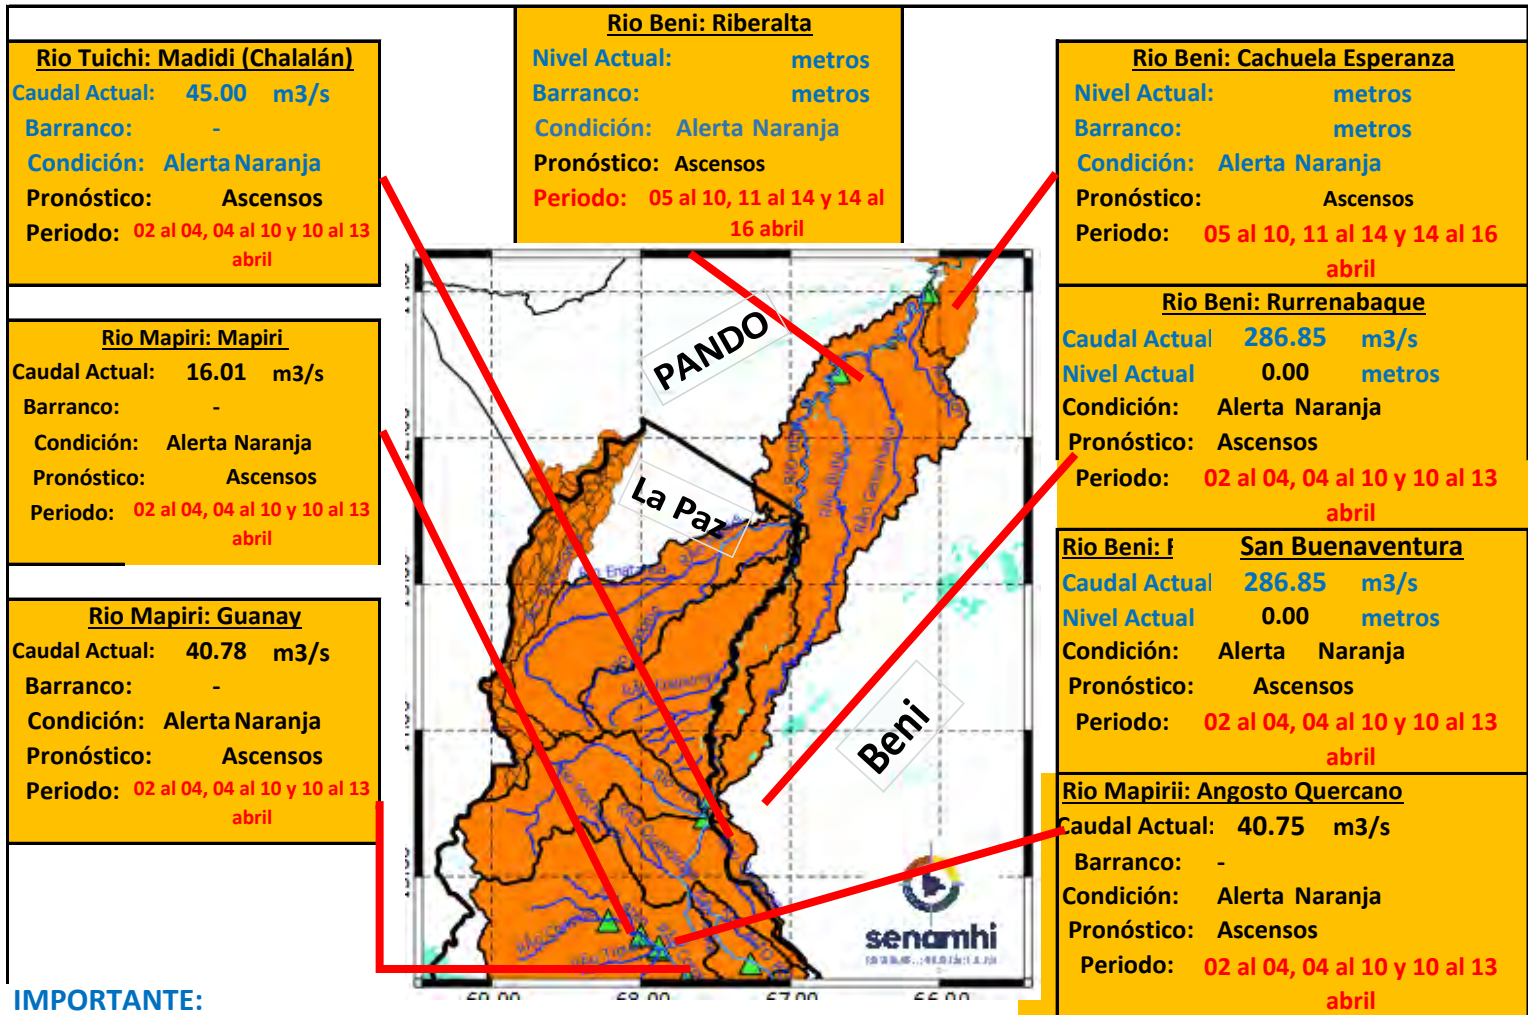 Rio Beni: Riberalta
Nivel Actual: metros
Barranco: metros
Condición: Alerta Naranja
Pronóstico: Ascensos
Periodo: 05 al 10, 11 al 14 y 14 al
16 abril
Rio Tuichi: Madidi (Chalalán)
Caudal Actual: 45.00 m3/s
Barranco: -
Condición: Alerta Naranja
Pronóstico: Ascensos
Periodo: 02 al 04, 04 al 10 y 10 al 13
abril
Rio Mapiri: Mapiri
Caudal Actual: 16.01 m3/s
Barranco: -
Condición: Alerta Naranja
Pronóstico: Ascensos
Periodo: 02 al 04, 04 al 10 y 10 al 13
abril
Rio Mapiri: Guanay
Caudal Actual: 40.78 m3/s
Barranco: -
Condición: Alerta Naranja
Pronóstico: Ascensos
Periodo: 02 al 04, 04 al 10 y 10 al 13
abril
Rio Beni: Cachuela Esperanza
Nivel Actual: metros
Barranco: metros
Condición: Alerta Naranja
Pronóstico: Ascensos
Periodo: 05 al 10, 11 al 14 y 14 al 16
abril
Rio Beni: Rurrenabaque
Caudal Actual 286.85 m3/s
Nivel Actual 0.00 metros
Condición: Alerta Naranja
Pronóstico: Ascensos
Periodo: 02 al 04, 04 al 10 y 10 al 13
abril
Rio Beni: San Buenaventura
Caudal Actual 286.85 m3/s
Nivel Actual 0.00 metros
Condición: Alerta Naranja
Pronóstico: Ascensos
Periodo: 02 al 04, 04 al 10 y 10 al 13
abril
Rio Mapirii: Angosto Quercano
Caudal Actual: 40.75 m3/s
Barranco: -
Condición: Alerta Naranja
Pronóstico: Ascensos
Periodo: 02 al 04, 04 al 10 y 10 al 13
abril
PANDO
La Paz
Beni
senamhi
69.00 68.00 67.00 66.00
IMPORTANTE: